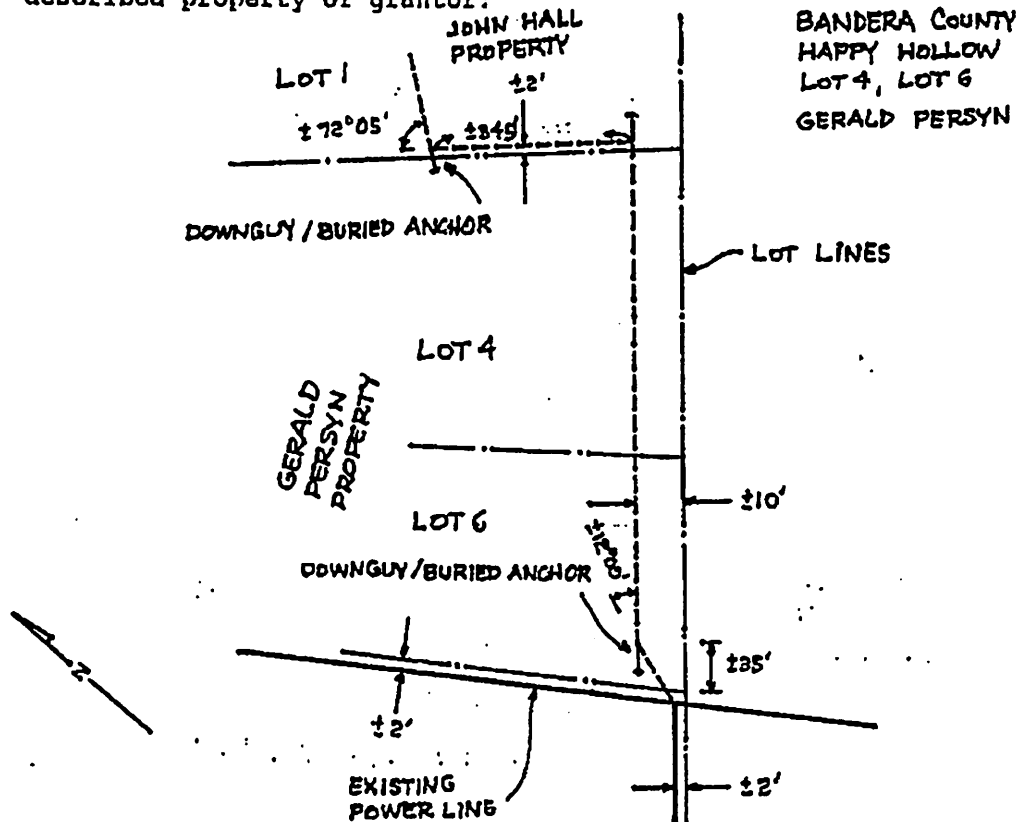 described property of grantor.
JOHN HALL
PROPERTY
BANDERA COUNTY
HAPPY HOLLOW
LOT 4, LOT 6
GERALD PERSYN
LOT 1
±2'
±72°05'
±345'
DOWNGUY/BURIED ANCHOR
LOT LINES
LOT 4
GERALD
PERSYN
PROPERTY
±10'
LOT 6
DOWNGUY/BURIED ANCHOR
±35'
N
±2'
EXISTING
POWER LINE
±2'